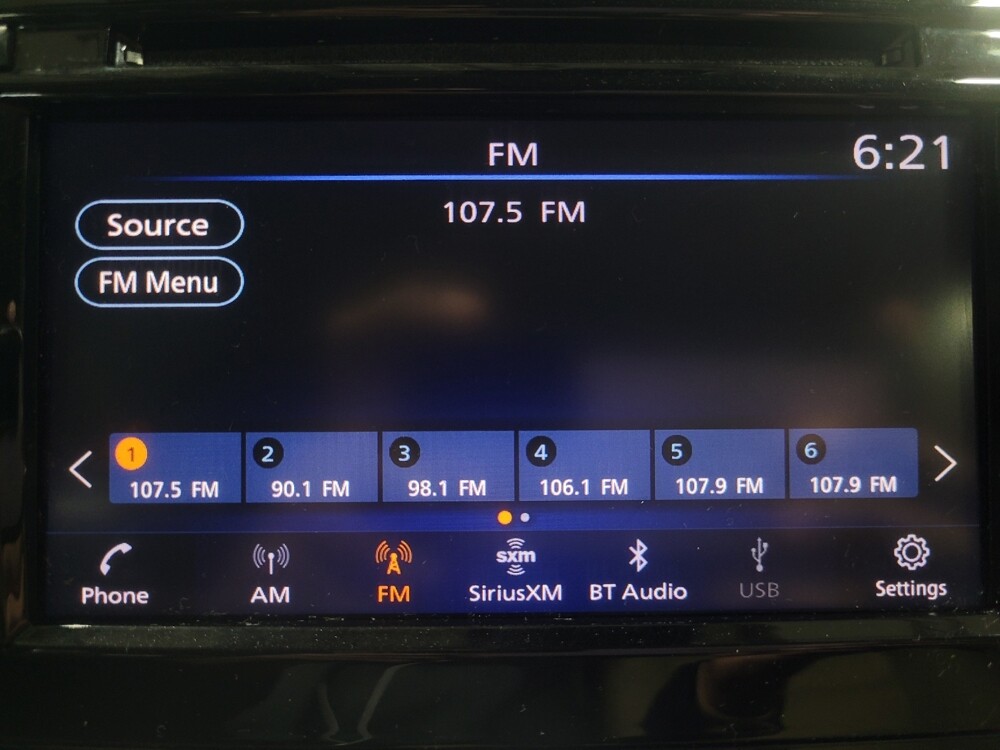 FM 6:21
Source
107.5 FM
FM Menu
1 2 3 4 5 6
107.5 FM 90.1 FM 98.1 FM 106.1 FM 107.9 FM 107.9 FM
sxm
Phone AM FM SiriusXM BT Audio USB Settings